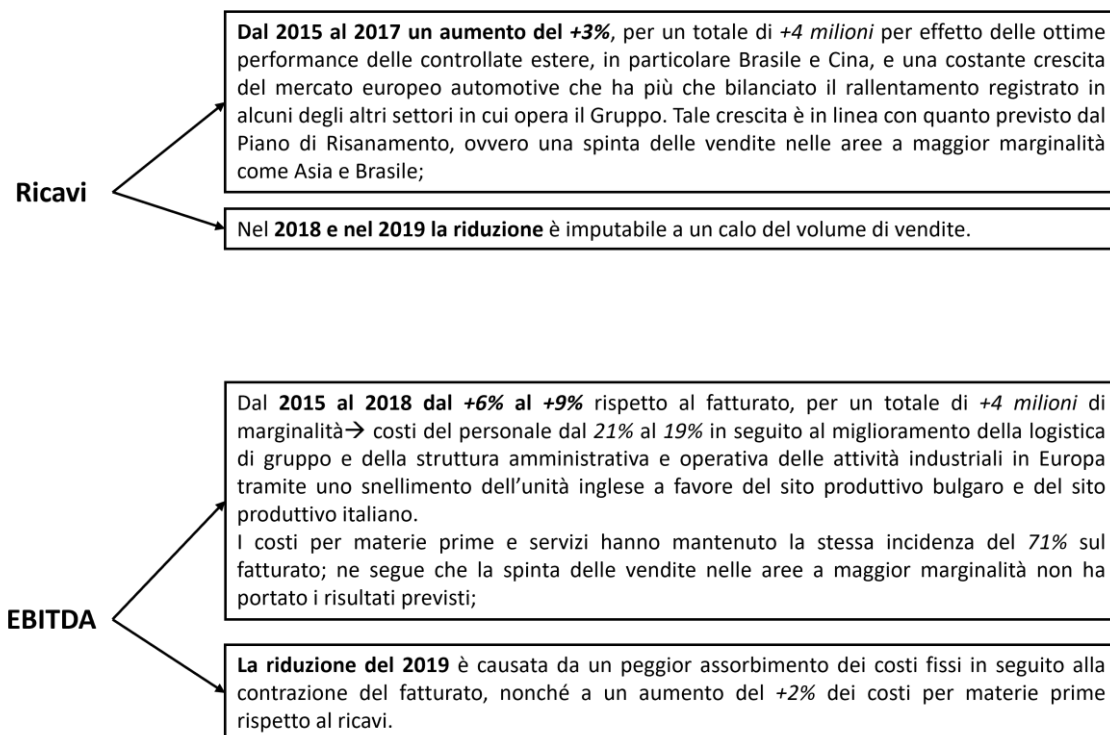 Ricavi
Dal 2015 al 2017 un aumento del +3%, per un totale di +4 milioni per effetto delle ottime
performance delle controllate estere, in particolare Brasile e Cina, e una costante crescita
del mercato europeo automotive che ha più che bilanciato il rallentamento registrato in
alcuni degli altri settori in cui opera il Gruppo. Tale crescita è in linea con quanto previsto dal
Piano di Risanamento, ovvero una spinta delle vendite nelle aree a maggior marginalità
come Asia e Brasile;
Nel 2018 e nel 2019 la riduzione è imputabile a un calo del volume di vendite.
EBITDA
Dal 2015 al 2018 dal +6% al +9% rispetto al fatturato, per un totale di +4 milioni di
marginalità→ costi del personale dal 21% al 19% in seguito al miglioramento della logistica
di gruppo e della struttura amministrativa e operativa delle attività industriali in Europa
tramite uno snellimento dell'unità inglese a favore del sito produttivo bulgaro e del sito
produttivo italiano.
I costi per materie prime e servizi hanno mantenuto la stessa incidenza del 71% sul
fatturato; ne segue che la spinta delle vendite nelle aree a maggior marginalità non ha
portato i risultati previsti;
La riduzione del 2019 è causata da un peggior assorbimento dei costi fissi in seguito alla
contrazione del fatturato, nonché a un aumento del +2% dei costi per materie prime
rispetto al ricavi.